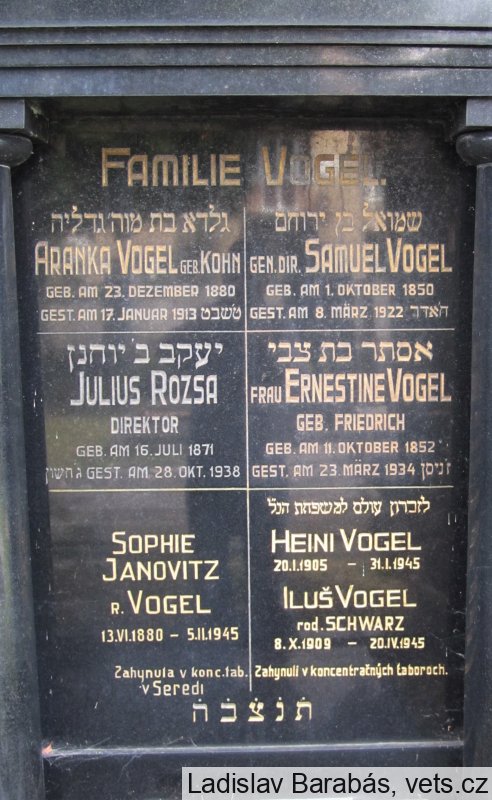 FAMILIE VOGEL.
גלדא בת מוה׳ גדליה
ARANKA VOGEL GEB. KOHN
GEB. AM 23. DEZEMBER 1880
GEST. AM 17. JANUAR 1913 ט׳שבט
שמואל בן ירוחם
GEN. DIR. SAMUEL VOGEL
GEB. AM 1. OKTOBER 1850
GEST. AM 8. MÄRZ 1922 ח׳אדר
יעקב ב׳ יוחנן
JULIUS ROZSA
DIREKTOR
GEB. AM 16. JULI 1871
ג׳חשון GEST. AM 28. OKT. 1938
אסתר בת צבי
FRAU ERNESTINE VOGEL
GEB. FRIEDRICH
GEB. AM 11. OKTOBER 1852
GEST. AM 23. MÄRZ 1934 ז׳ניסן
SOPHIE
JANOVITZ
R. VOGEL
13.VI.1880 - 5.II.1945
Zahynula v konc. tab.
v Seredi
לזכרון עולם למשפחת הנ״ל
HEINI VOGEL
20.I.1905 - 31.I.1945
ILUŠ VOGEL
rod. SCHWARZ
8.X.1909 - 20.IV.1945
Zahynuli v koncentračných táboroch.
ת נ צ ב ה
Ladislav Barabás, vets.cz